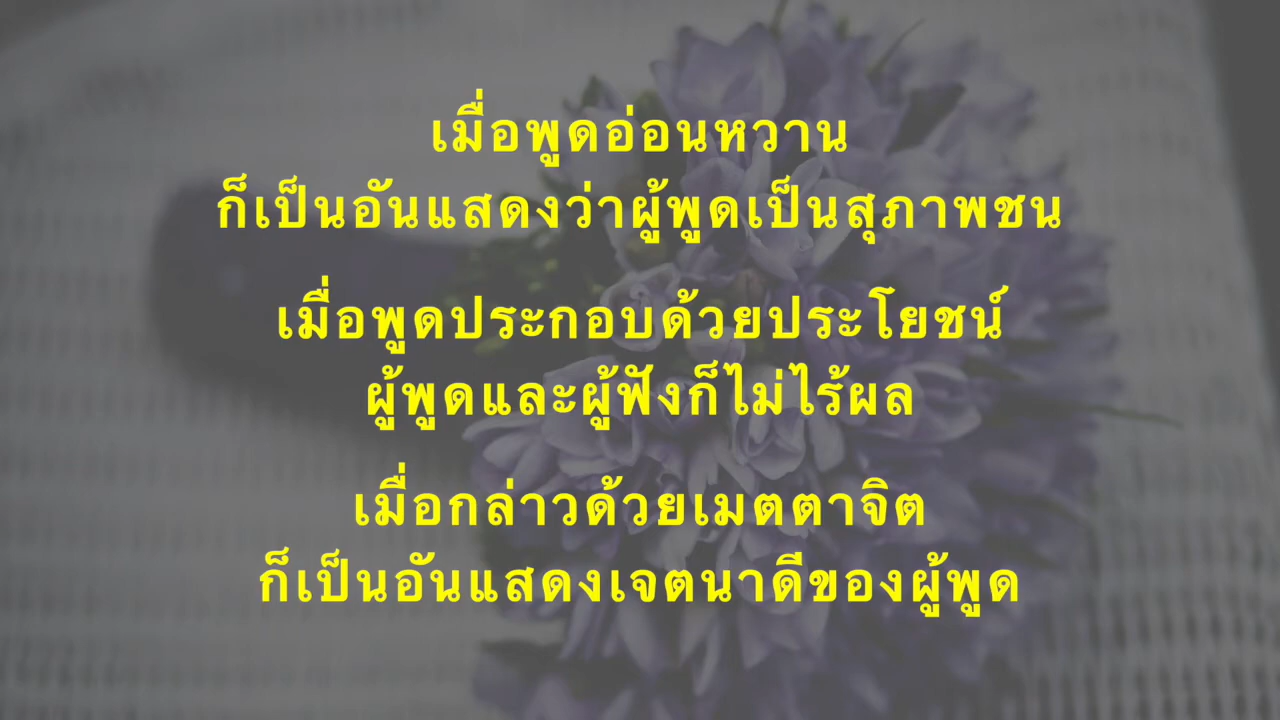 เมื่อพูดอ่อนหวาน
ก็เป็นอันแสดงว่าผู้พูดเป็นสุภาพชน
เมื่อพูดประกอบด้วยประโยชน์
ผู้พูดและผู้ฟังก็ไม่ไร้ผล
เมื่อกล่าวด้วยเมตตาจิต
ก็เป็นอันแสดงเจตนาดีของผู้พูด